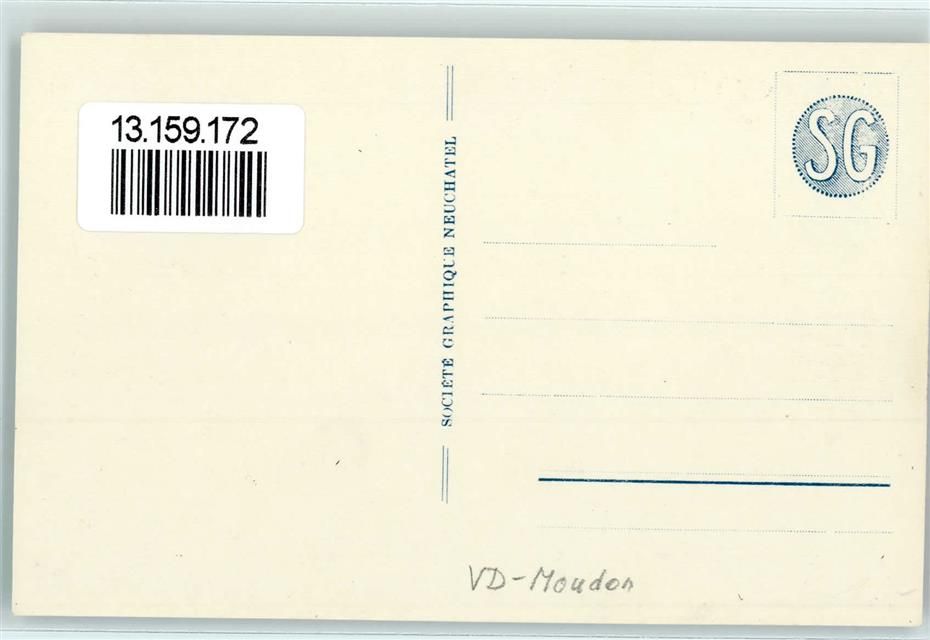 13.159.172
SOCIÉTÉ GRAPHIQUE NEUCHATEL
SG
VD-Moudon